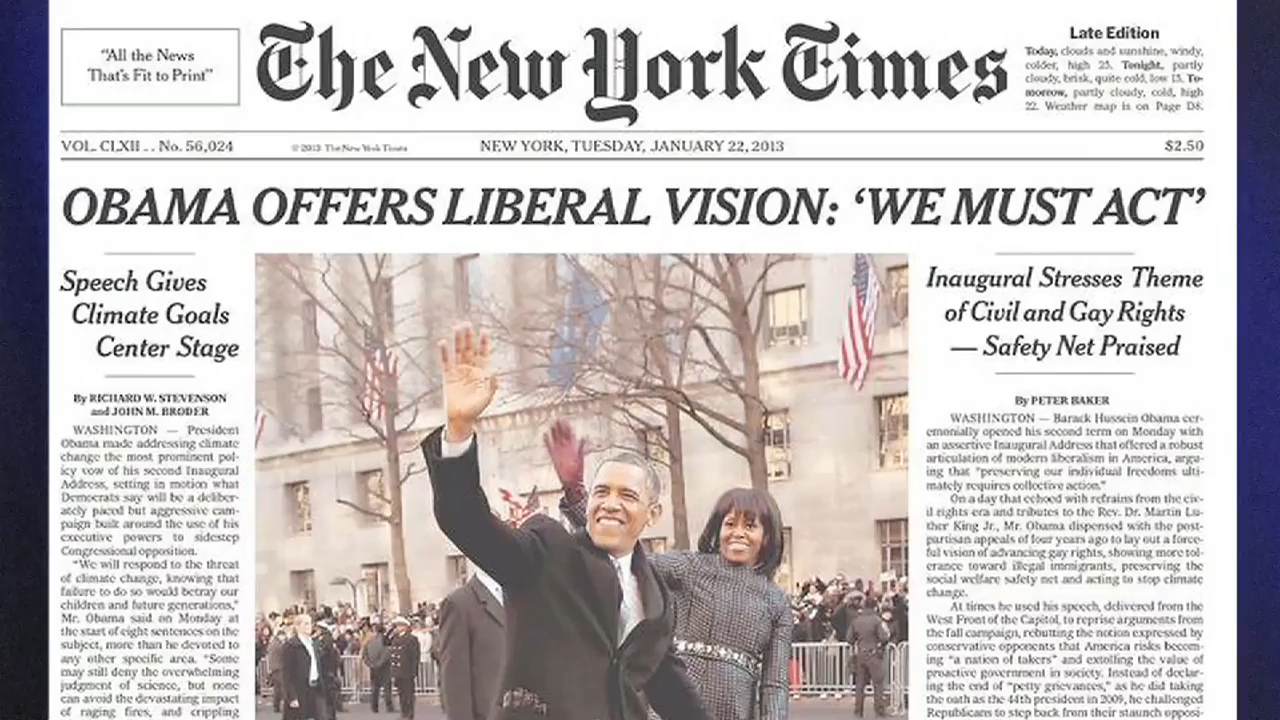 "All the News
That's Fit to Print"
The New York Times
Late Edition
Today, clouds and sunshine, windy,
colder, high 25. Tonight, partly
cloudy, brisk, quite cold, low 15. To-
morrow, partly cloudy, cold, high
22. Weather map is on Page D8.
VOL. CLXII . . No. 56,024
© 2013 The New York Times
NEW YORK, TUESDAY, JANUARY 22, 2013
$2.50
OBAMA OFFERS LIBERAL VISION: ‘WE MUST ACT’
Speech Gives
Climate Goals
Center Stage
By RICHARD W. STEVENSON
and JOHN M. BRODER
WASHINGTON — President
Obama made addressing climate
change the most prominent pol-
icy vow of his second Inaugural
Address, setting in motion what
Democrats say will be a deliber-
ately paced but aggressive cam-
paign built around the use of his
executive powers to sidestep
Congressional opposition.
"We will respond to the threat
of climate change, knowing that
failure to do so would betray our
children and future generations,"
Mr. Obama said on Monday at
the start of eight sentences on the
subject, more than he devoted to
any other specific area. "Some
may still deny the overwhelming
judgment of science, but none
can avoid the devastating impact
of raging fires, and crippling
Inaugural Stresses Theme
of Civil and Gay Rights
— Safety Net Praised
By PETER BAKER
WASHINGTON — Barack Hussein Obama cer-
emonially opened his second term on Monday with
an assertive Inaugural Address that offered a robust
articulation of modern liberalism in America, argu-
ing that "preserving our individual freedoms ulti-
mately requires collective action."
On a day that echoed with refrains from the civ-
il rights era and tributes to the Rev. Dr. Martin Lu-
ther King Jr., Mr. Obama dispensed with the post-
partisan appeals of four years ago to lay out a force-
ful vision of advancing gay rights, showing more tol-
erance toward illegal immigrants, preserving the
social welfare safety net and acting to stop climate
change.
At times he used his speech, delivered from the
West Front of the Capitol, to reprise arguments from
the fall campaign, rebutting the notion expressed by
conservative opponents that America risks becom-
ing "a nation of takers" and extolling the value of
proactive government in society. Instead of declar-
ing the end of "petty grievances," as he did taking
the oath as the 44th president in 2009, he challenged
Republicans to step back from their staunch opposi-